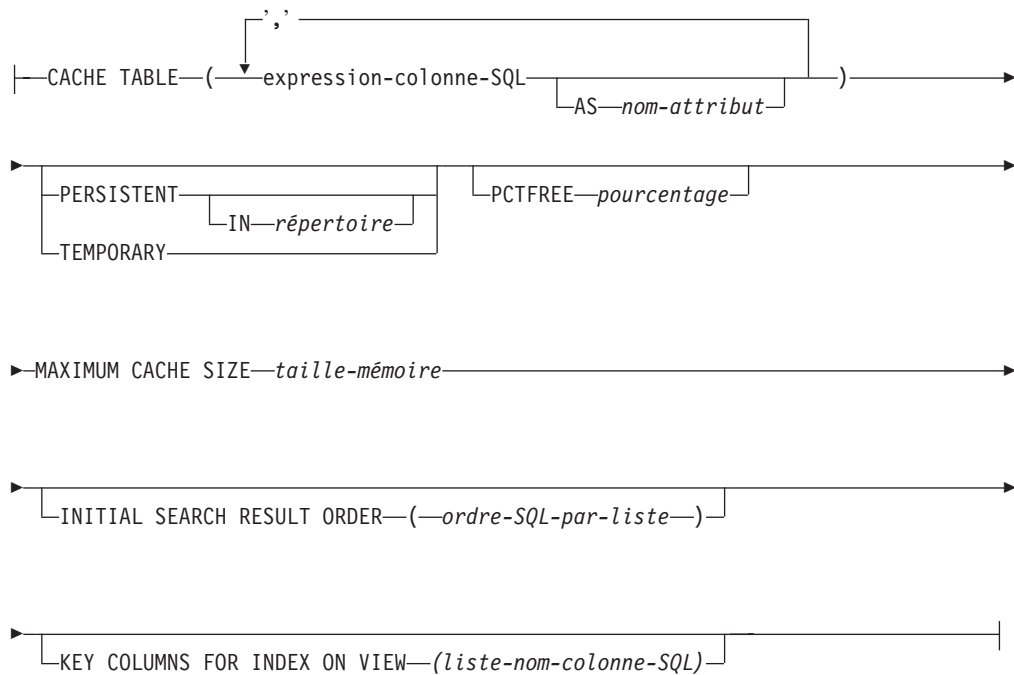 ','
CACHE TABLE ( expression-colonne-SQL )
AS nom-attribut
PERSISTENT PCTFREE pourcentage
IN répertoire
TEMPORARY
MAXIMUM CACHE SIZE taille-mémoire
INITIAL SEARCH RESULT ORDER ( ordre-SQL-par-liste )
KEY COLUMNS FOR INDEX ON VIEW (liste-nom-colonne-SQL)